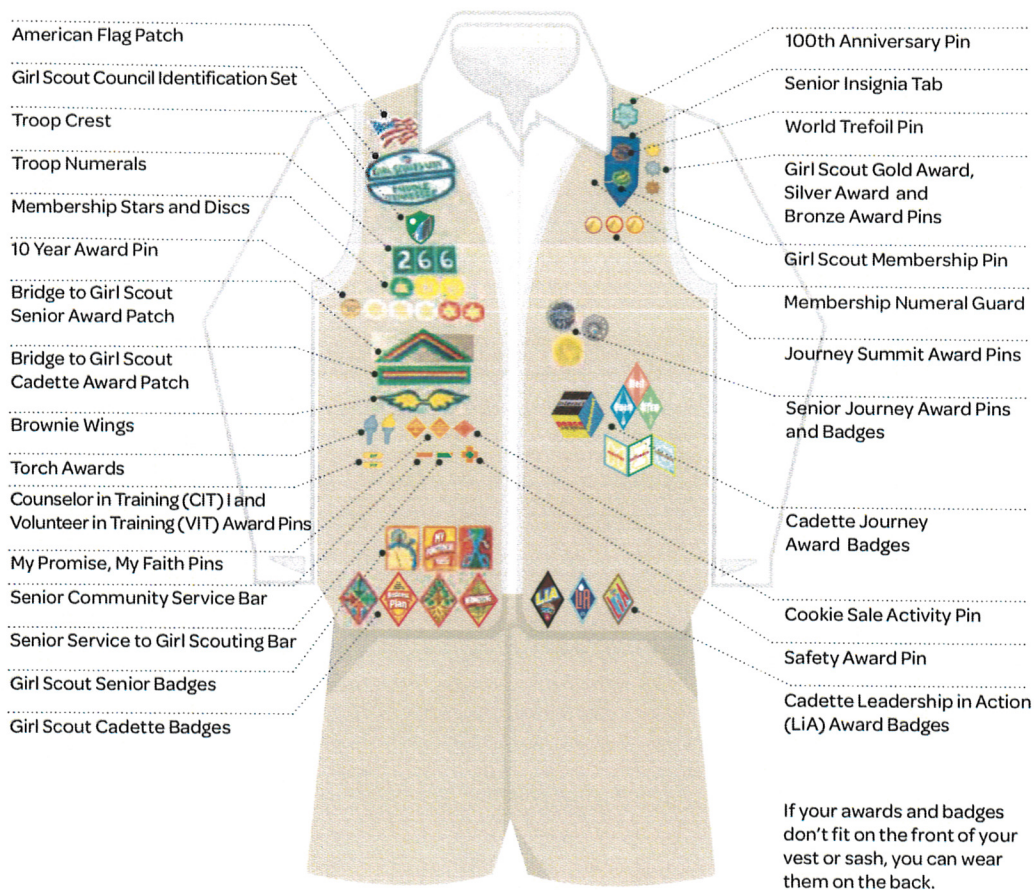 American Flag Patch
Girl Scout Council Identification Set
Troop Crest
Troop Numerals
Membership Stars and Discs
10 Year Award Pin
Bridge to Girl Scout
Senior Award Patch
Bridge to Girl Scout
Cadette Award Patch
Brownie Wings
Torch Awards
Counselor in Training (CIT) I and
Volunteer in Training (VIT) Award Pins
My Promise, My Faith Pins
Senior Community Service Bar
Senior Service to Girl Scouting Bar
Girl Scout Senior Badges
Girl Scout Cadette Badges
266
MY
Plan
LiA
100th Anniversary Pin
Senior Insignia Tab
World Trefoil Pin
Girl Scout Gold Award,
Silver Award and
Bronze Award Pins
Girl Scout Membership Pin
Membership Numeral Guard
Journey Summit Award Pins
Senior Journey Award Pins
and Badges
Cadette Journey
Award Badges
Cookie Sale Activity Pin
Safety Award Pin
Cadette Leadership in Action
(LiA) Award Badges
If your awards and badges
don't fit on the front of your
vest or sash, you can wear
them on the back.